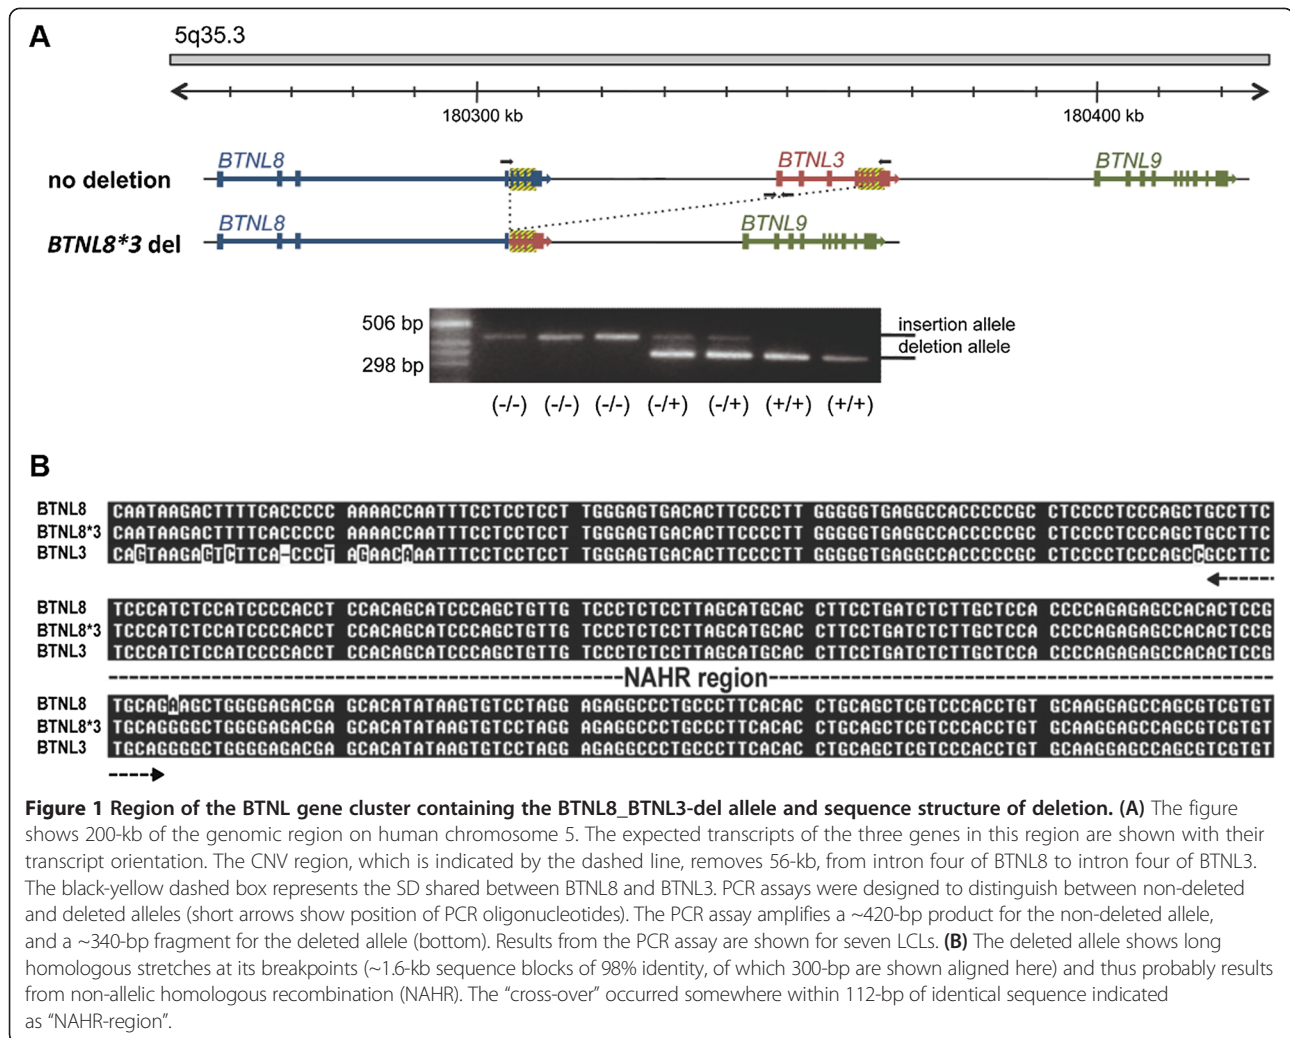 A
5q35.3
180300 kb
180400 kb
BTNL8
BTNL3
BTNL9
no deletion
BTNL8
BTNL9
BTNL8*3 del
506 bp
insertion allele
deletion allele
298 bp
(-/-) (-/-) (-/-) (-/+) (-/+) (+/+) (+/+)
B
BTNL8 CAATAAGACTTTTCACCCCC AAAACCAATTTCCTCCTCCT TGGGAGTGACACTTCCCCTT GGGGGTGAGGCCACCCCCGC CTCCCCTCCCAGCTGCCTTC
BTNL8*3 CAATAAGACTTTTCACCCCC AAAACCAATTTCCTCCTCCT TGGGAGTGACACTTCCCCTT GGGGGTGAGGCCACCCCCGC CTCCCCTCCCAGCTGCCTTC
BTNL3 CAGTAAGAGTCTTCA-CCCT AGAACAAATTTCCTCCTCCT TGGGAGTGACACTTCCCCTT GGGGGTGAGGCCACCCCCGC CTCCCCTCCCAGCCGCCTTC
BTNL8 TCCCATCTCCATCCCCACCT CCACAGCATCCCAGCTGTTG TCCCTCTCCTTAGCATGCAC CTTCCTGATCTCTTGCTCCA CCCCAGAGAGCCACACTCCG
BTNL8*3 TCCCATCTCCATCCCCACCT CCACAGCATCCCAGCTGTTG TCCCTCTCCTTAGCATGCAC CTTCCTGATCTCTTGCTCCA CCCCAGAGAGCCACACTCCG
BTNL3 TCCCATCTCCATCCCCACCT CCACAGCATCCCAGCTGTTG TCCCTCTCCTTAGCATGCAC CTTCCTGATCTCTTGCTCCA CCCCAGAGAGCCACACTCCG
NAHR region
BTNL8 TGCAGAAGCTGGGGAGACGA GCACATATAAGTGTCCTAGG AGAGGCCCTGCCCTTCACAC CTGCAGCTCGTCCCACCTGT GCAAGGAGCCAGCGTCGTGT
BTNL8*3 TGCAGGGGCTGGGGAGACGA GCACATATAAGTGTCCTAGG AGAGGCCCTGCCCTTCACAC CTGCAGCTCGTCCCACCTGT GCAAGGAGCCAGCGTCGTGT
BTNL3 TGCAGGGGCTGGGGAGACGA GCACATATAAGTGTCCTAGG AGAGGCCCTGCCCTTCACAC CTGCAGCTCGTCCCACCTGT GCAAGGAGCCAGCGTCGTGT
Figure 1 Region of the BTNL gene cluster containing the BTNL8_BTNL3-del allele and sequence structure of deletion. (A) The figure
shows 200-kb of the genomic region on human chromosome 5. The expected transcripts of the three genes in this region are shown with their
transcript orientation. The CNV region, which is indicated by the dashed line, removes 56-kb, from intron four of BTNL8 to intron four of BTNL3.
The black-yellow dashed box represents the SD shared between BTNL8 and BTNL3. PCR assays were designed to distinguish between non-deleted
and deleted alleles (short arrows show position of PCR oligonucleotides). The PCR assay amplifies a ~420-bp product for the non-deleted allele,
and a ~340-bp fragment for the deleted allele (bottom). Results from the PCR assay are shown for seven LCLs. (B) The deleted allele shows long
homologous stretches at its breakpoints (~1.6-kb sequence blocks of 98% identity, of which 300-bp are shown aligned here) and thus probably results
from non-allelic homologous recombination (NAHR). The “cross-over” occurred somewhere within 112-bp of identical sequence indicated
as “NAHR-region”.